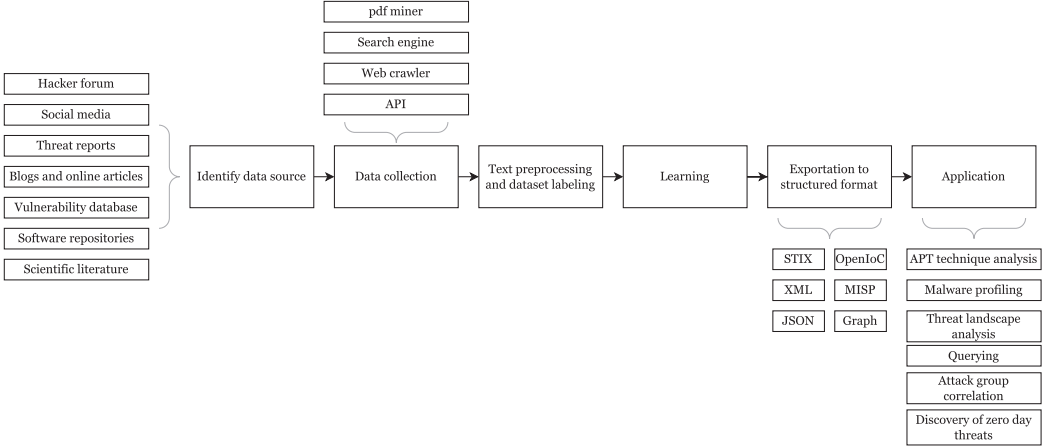 pdf miner
Search engine
Web crawler
API
Hacker forum
Social media
Threat reports
Blogs and online articles
Vulnerability database
Software repositories
Scientific literature
Identify data source
Data collection
Text preprocessing
and dataset labeling
Learning
Exportation to
structured format
Application
STIX
OpenIoC
XML
MISP
JSON
Graph
APT technique analysis
Malware profiling
Threat landscape
analysis
Querying
Attack group
correlation
Discovery of zero day
threats